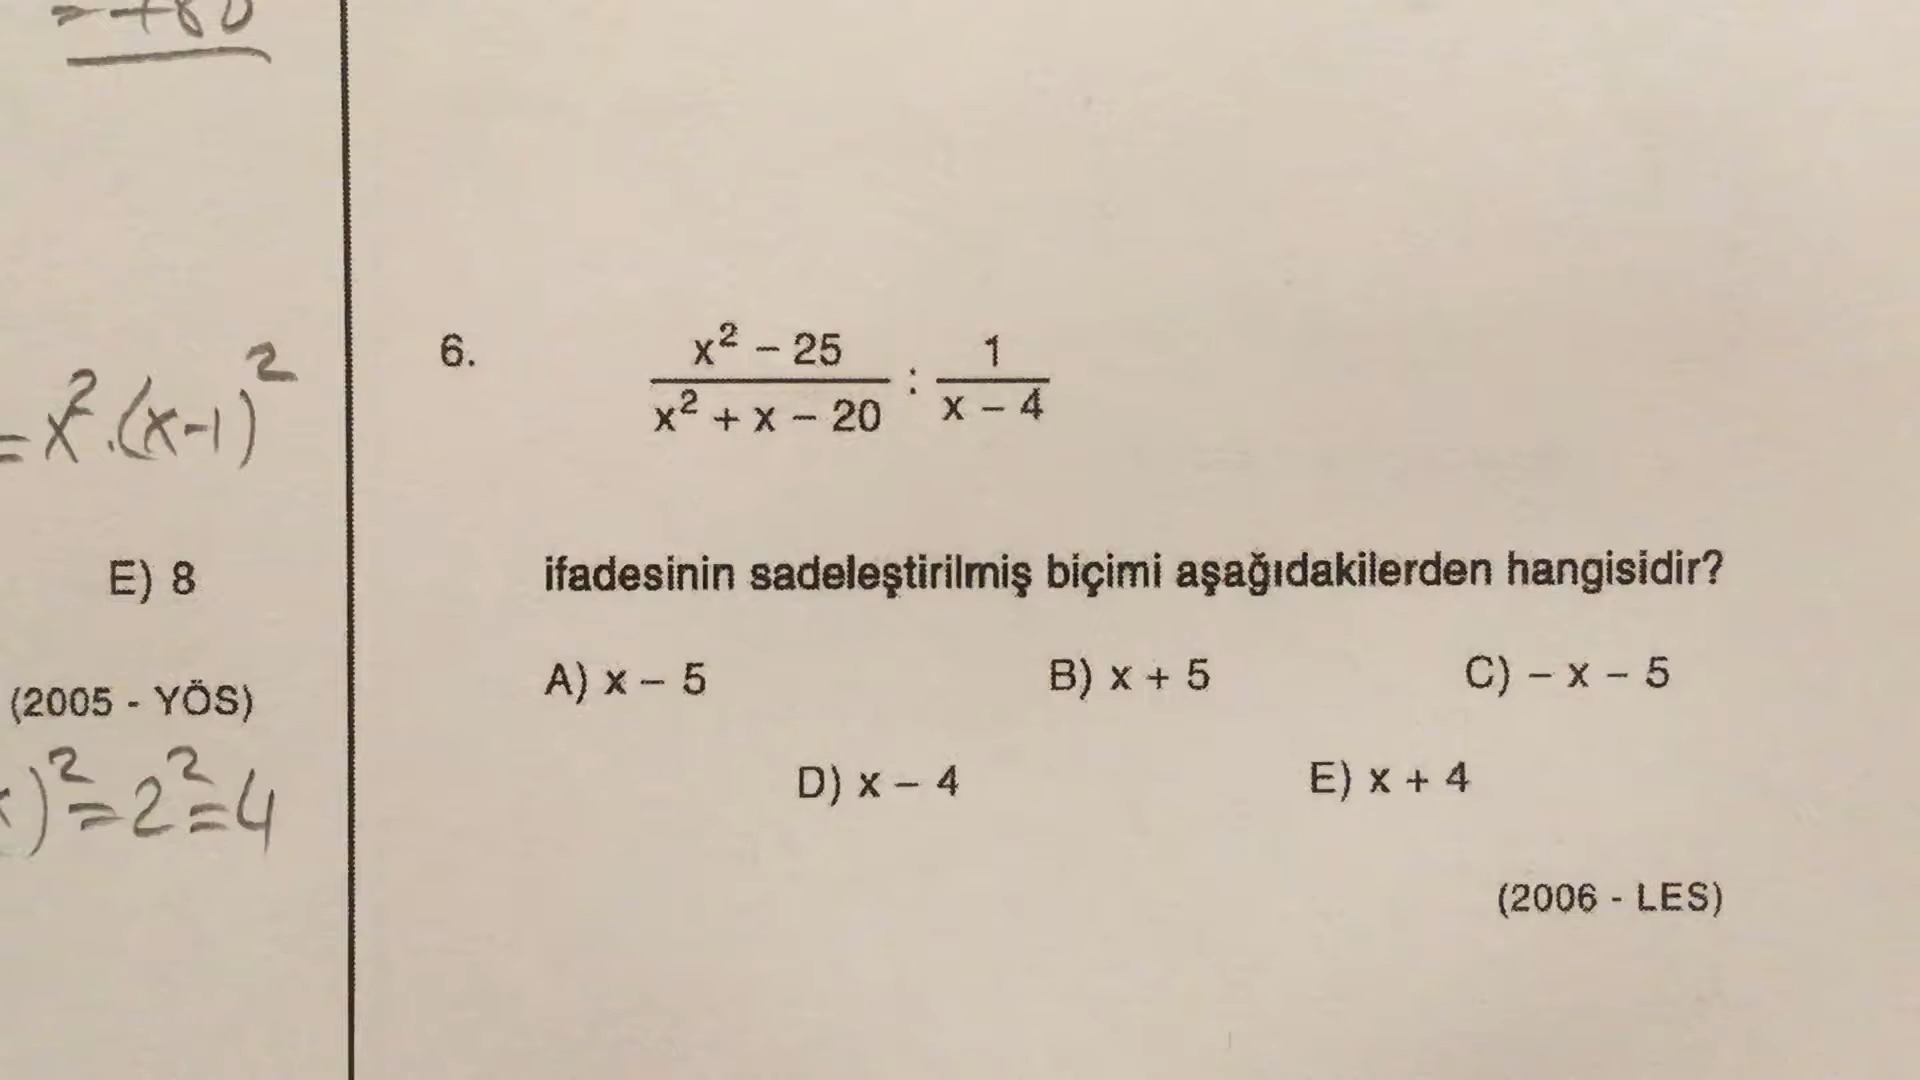 = +80
= x².(x-1)²
E) 8
(2005 - YÖS)
)² = 2² = 4
6. x² – 25 / x² + x – 20 : 1 / x – 4
ifadesinin sadeleştirilmiş biçimi aşağıdakilerden hangisidir?
A) x – 5 B) x + 5 C) – x – 5
D) x – 4 E) x + 4
(2006 - LES)